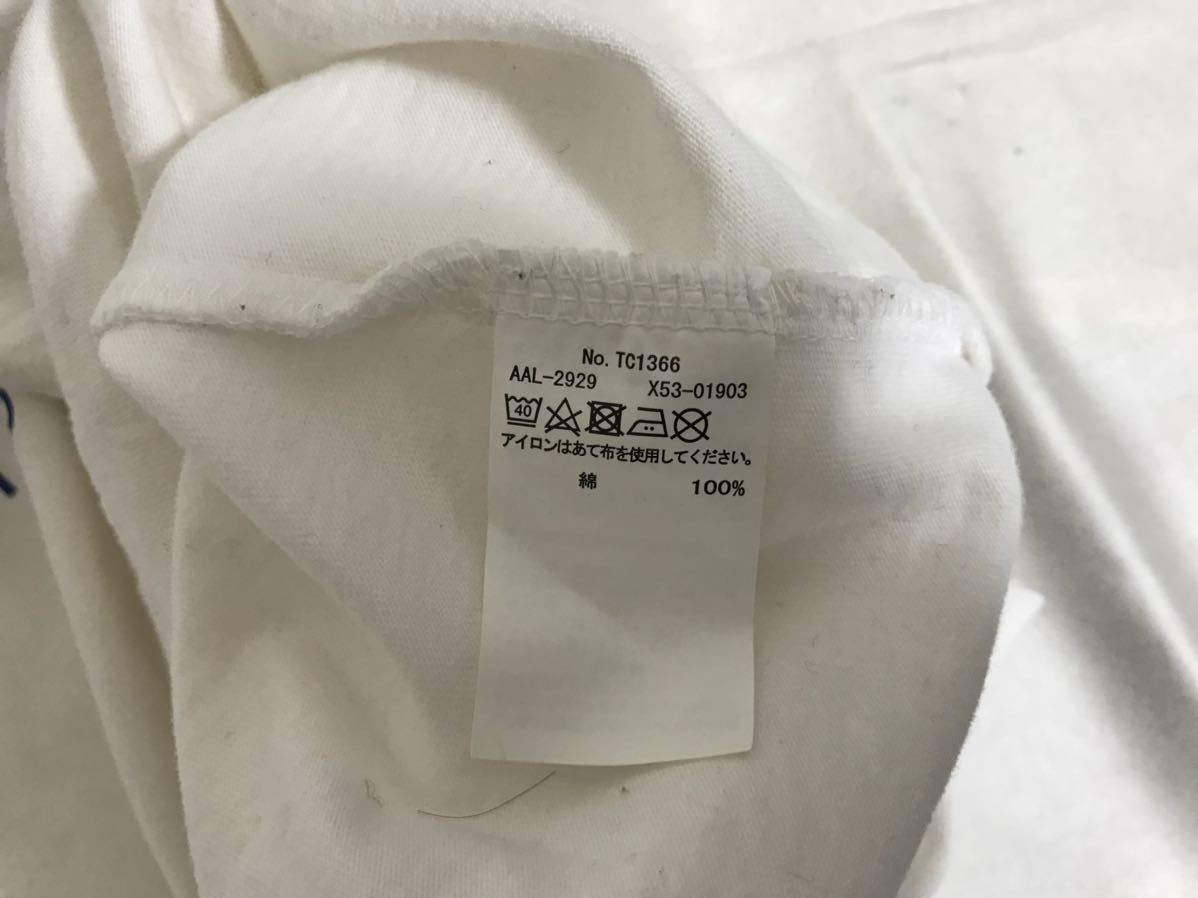 No. TC1366
AAL-2929 X53-01903
40
アイロンはあて布を使用してください。
綿 100%